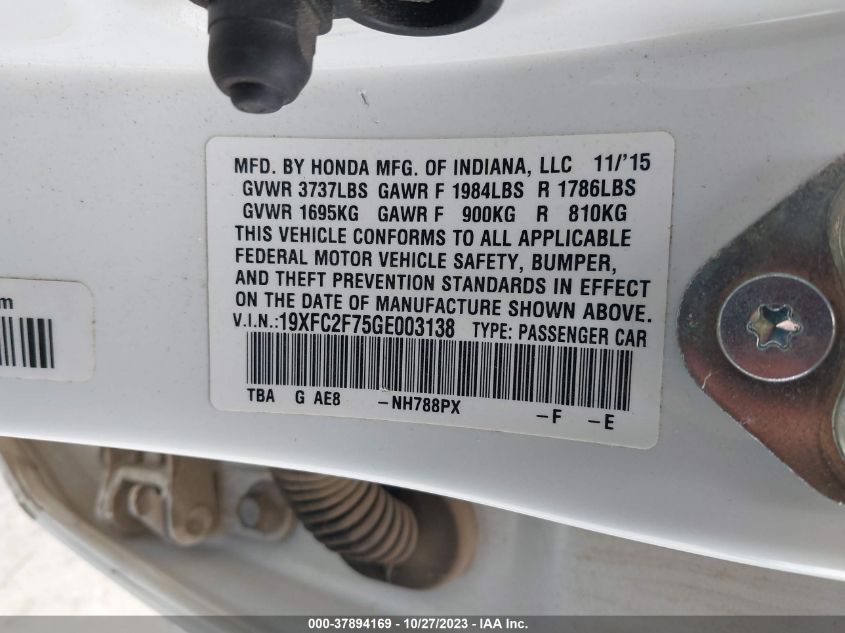 MFD. BY HONDA MFG. OF INDIANA, LLC 11/'15
GVWR 3737LBS GAWR F 1984LBS R 1786LBS
GVWR 1695KG GAWR F 900KG R 810KG
THIS VEHICLE CONFORMS TO ALL APPLICABLE
FEDERAL MOTOR VEHICLE SAFETY, BUMPER,
AND THEFT PREVENTION STANDARDS IN EFFECT
ON THE DATE OF MANUFACTURE SHOWN ABOVE.
V.I.N.:19XFC2F75GE003138 TYPE: PASSENGER CAR
TBA G AE8 -NH788PX -F -E
000-37894169 | 10/27/2023 - IAA Inc.